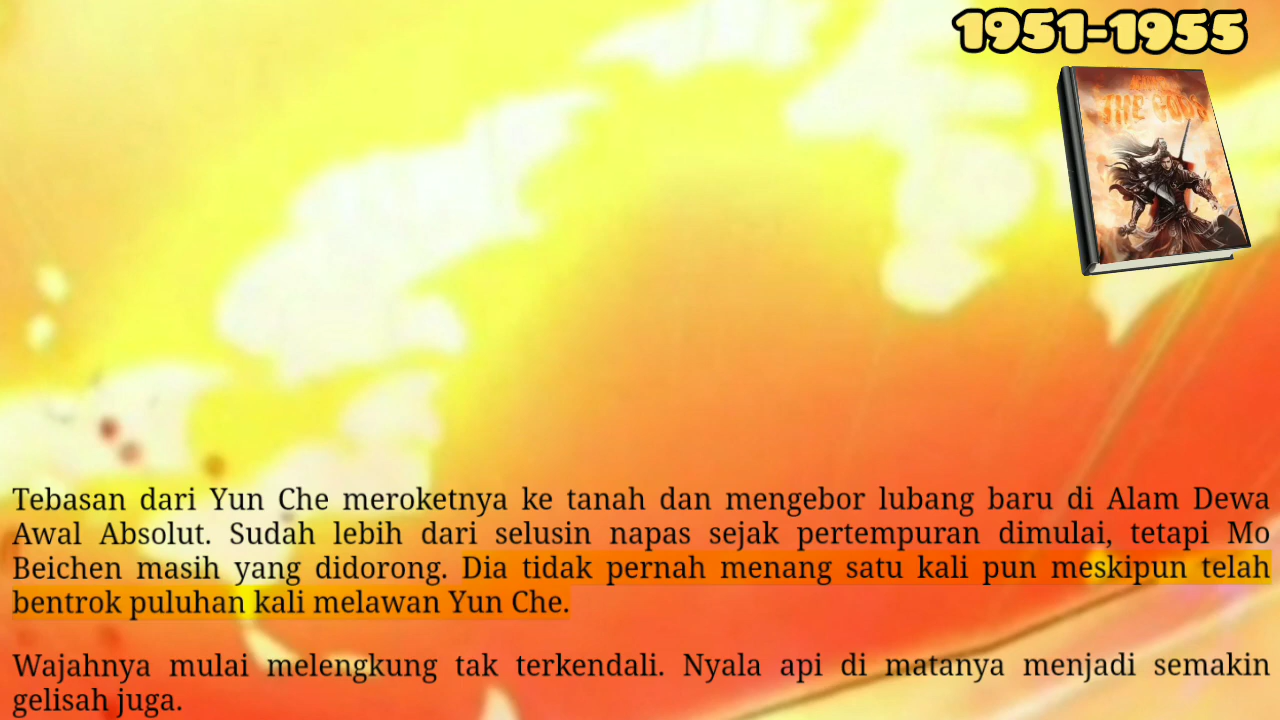 1951-1955
THE GODS
Tebasan dari Yun Che meroketnya ke tanah dan mengebor lubang baru di Alam Dewa
Awal Absolut. Sudah lebih dari selusin napas sejak pertempuran dimulai, tetapi Mo
Beichen masih yang didorong. Dia tidak pernah menang satu kali pun meskipun telah
bentrok puluhan kali melawan Yun Che.
Wajahnya mulai melengkung tak terkendali. Nyala api di matanya menjadi semakin
gelisah juga.